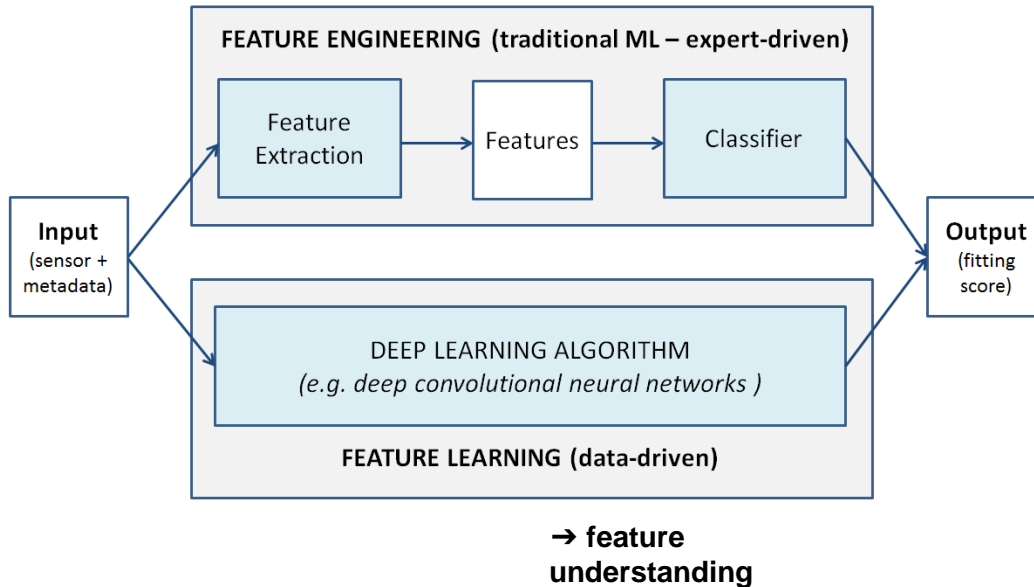 FEATURE ENGINEERING (traditional ML – expert-driven)
Feature
Extraction
Features
Classifier
Input
(sensor +
metadata)
Output
(fitting
score)
DEEP LEARNING ALGORITHM
(e.g. deep convolutional neural networks )
FEATURE LEARNING (data-driven)
➔ feature
understanding